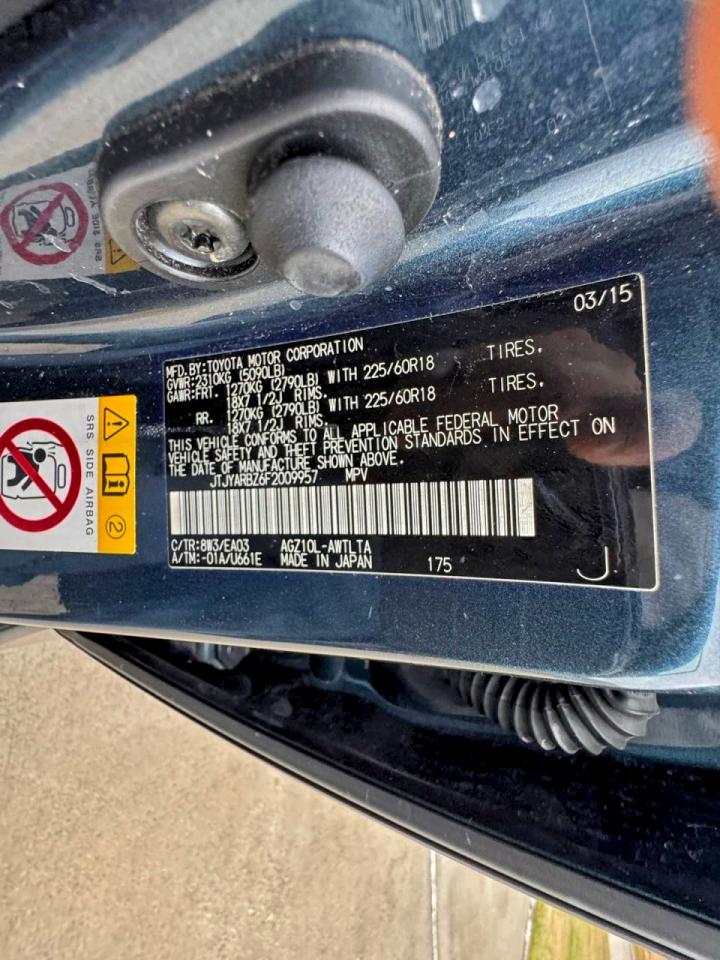 03/15
MFD.BY:TOYOTA MOTOR CORPORATION
GVWR:2310KG (5090LB)
GAWR:FRT. 1270KG (2790LB) WITH 225/60R18 TIRES,
18X7 1/2J RIMS.
RR. 1270KG (2790LB) WITH 225/60R18 TIRES,
18X7 1/2J RIMS.
THIS VEHICLE CONFORMS TO ALL APPLICABLE FEDERAL MOTOR
VEHICLE SAFETY AND THEFT PREVENTION STANDARDS IN EFFECT ON
THE DATE OF MANUFACTURE SHOWN ABOVE.
JTJYARBZ6F2009957 MPV
C/TR:8W3/EA03 AGZ10L-AWTLTA
A/TM:-01A/U661E MADE IN JAPAN 175
J
SRS SIDE AIRBAG
2
SRS SIDE